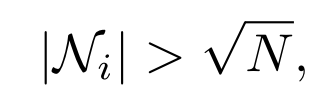 |𝒩ᵢ| > √N,